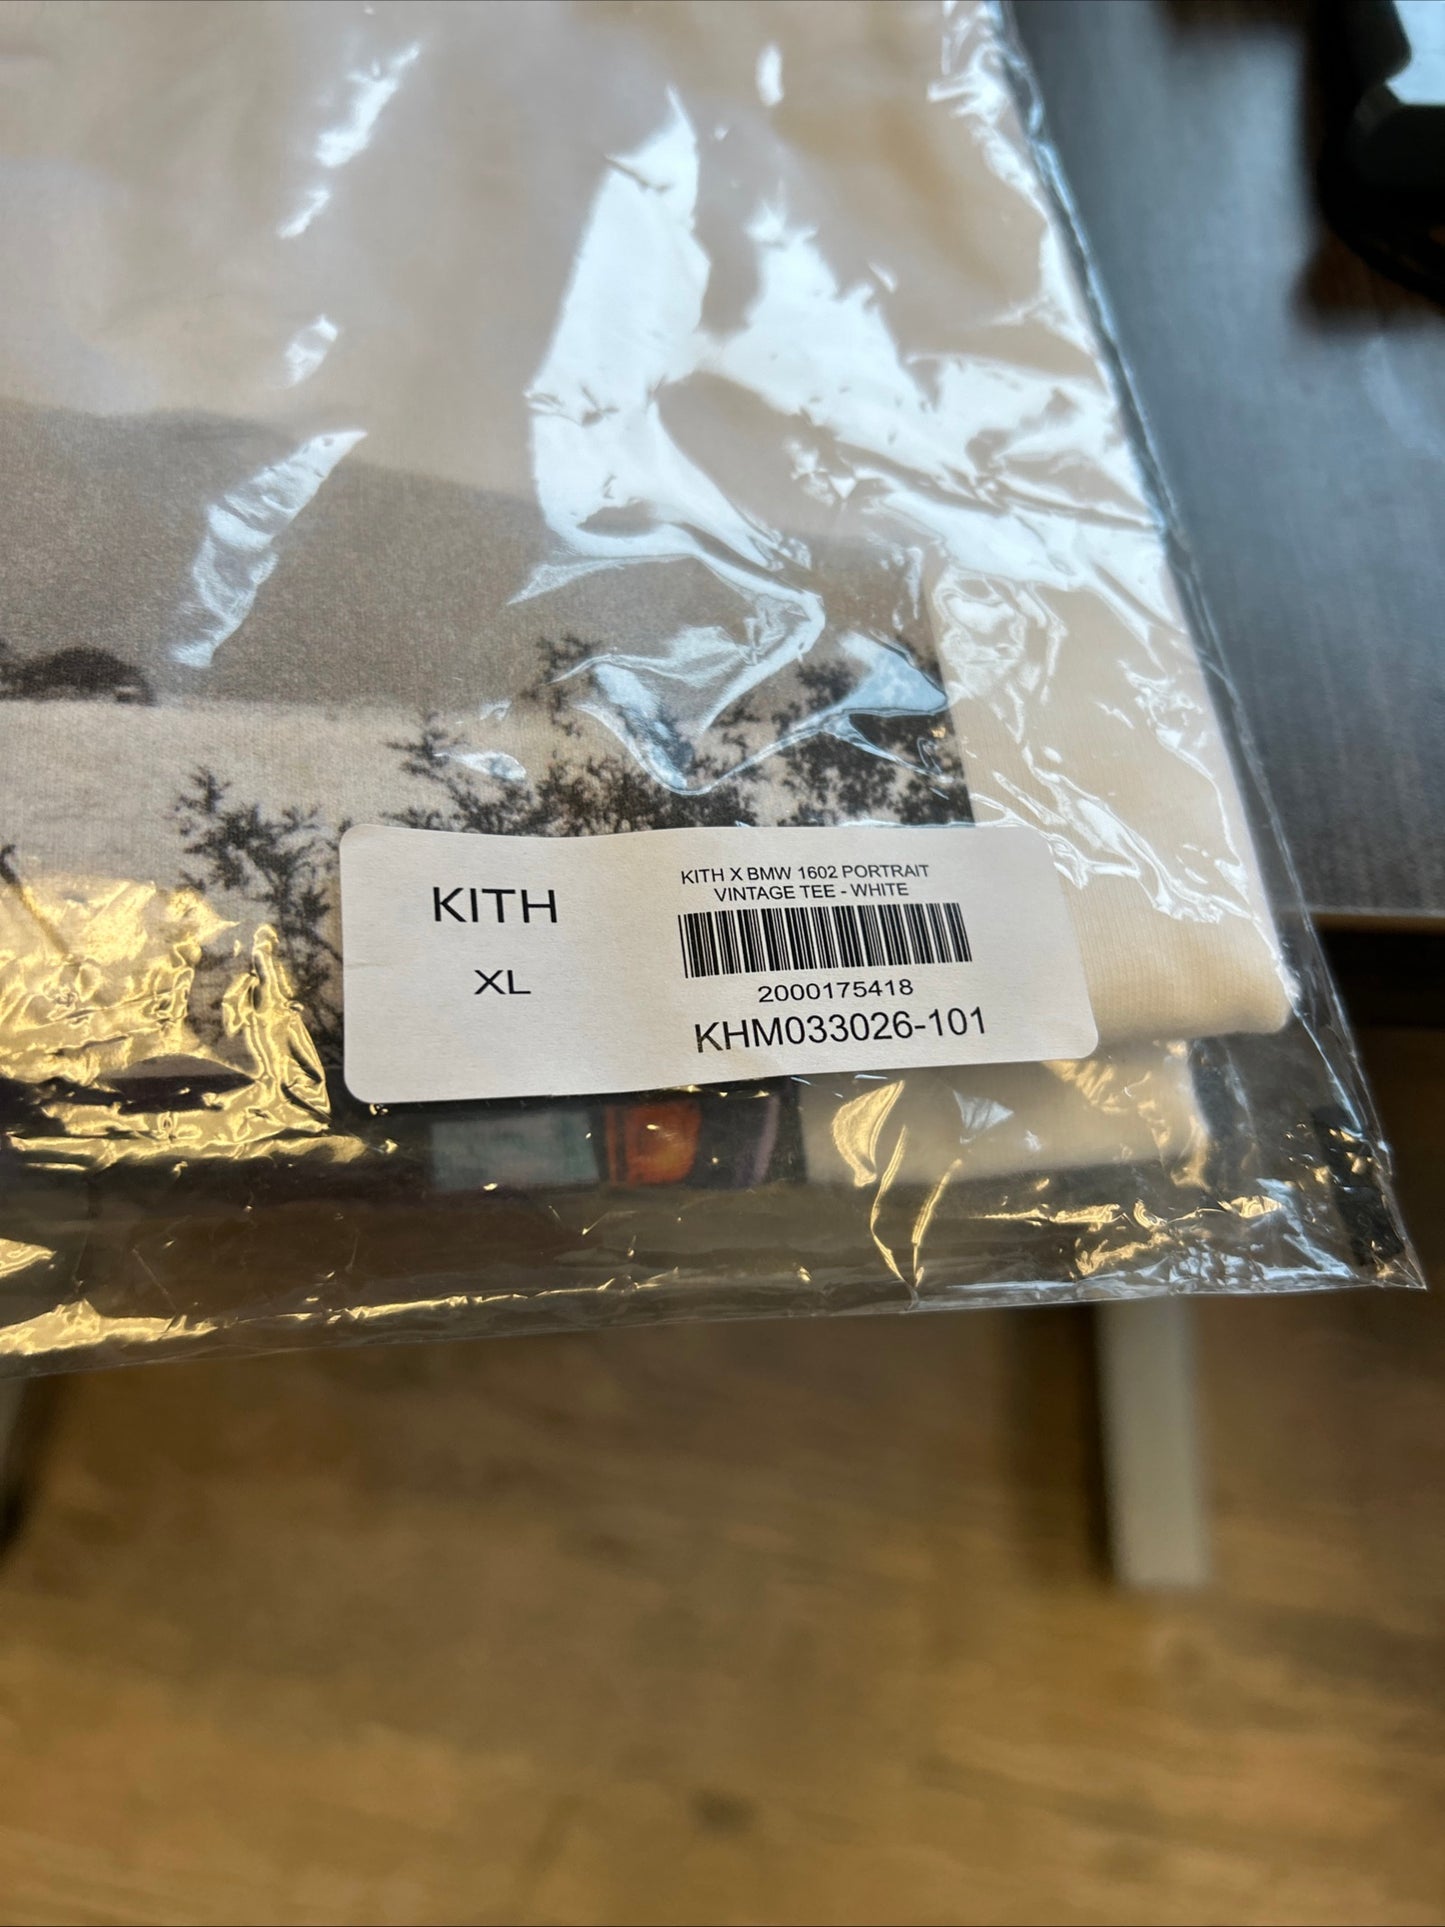 KITH
XL
KITH X BMW 1602 PORTRAIT
VINTAGE TEE - WHITE
2000175418
KHM033026-101